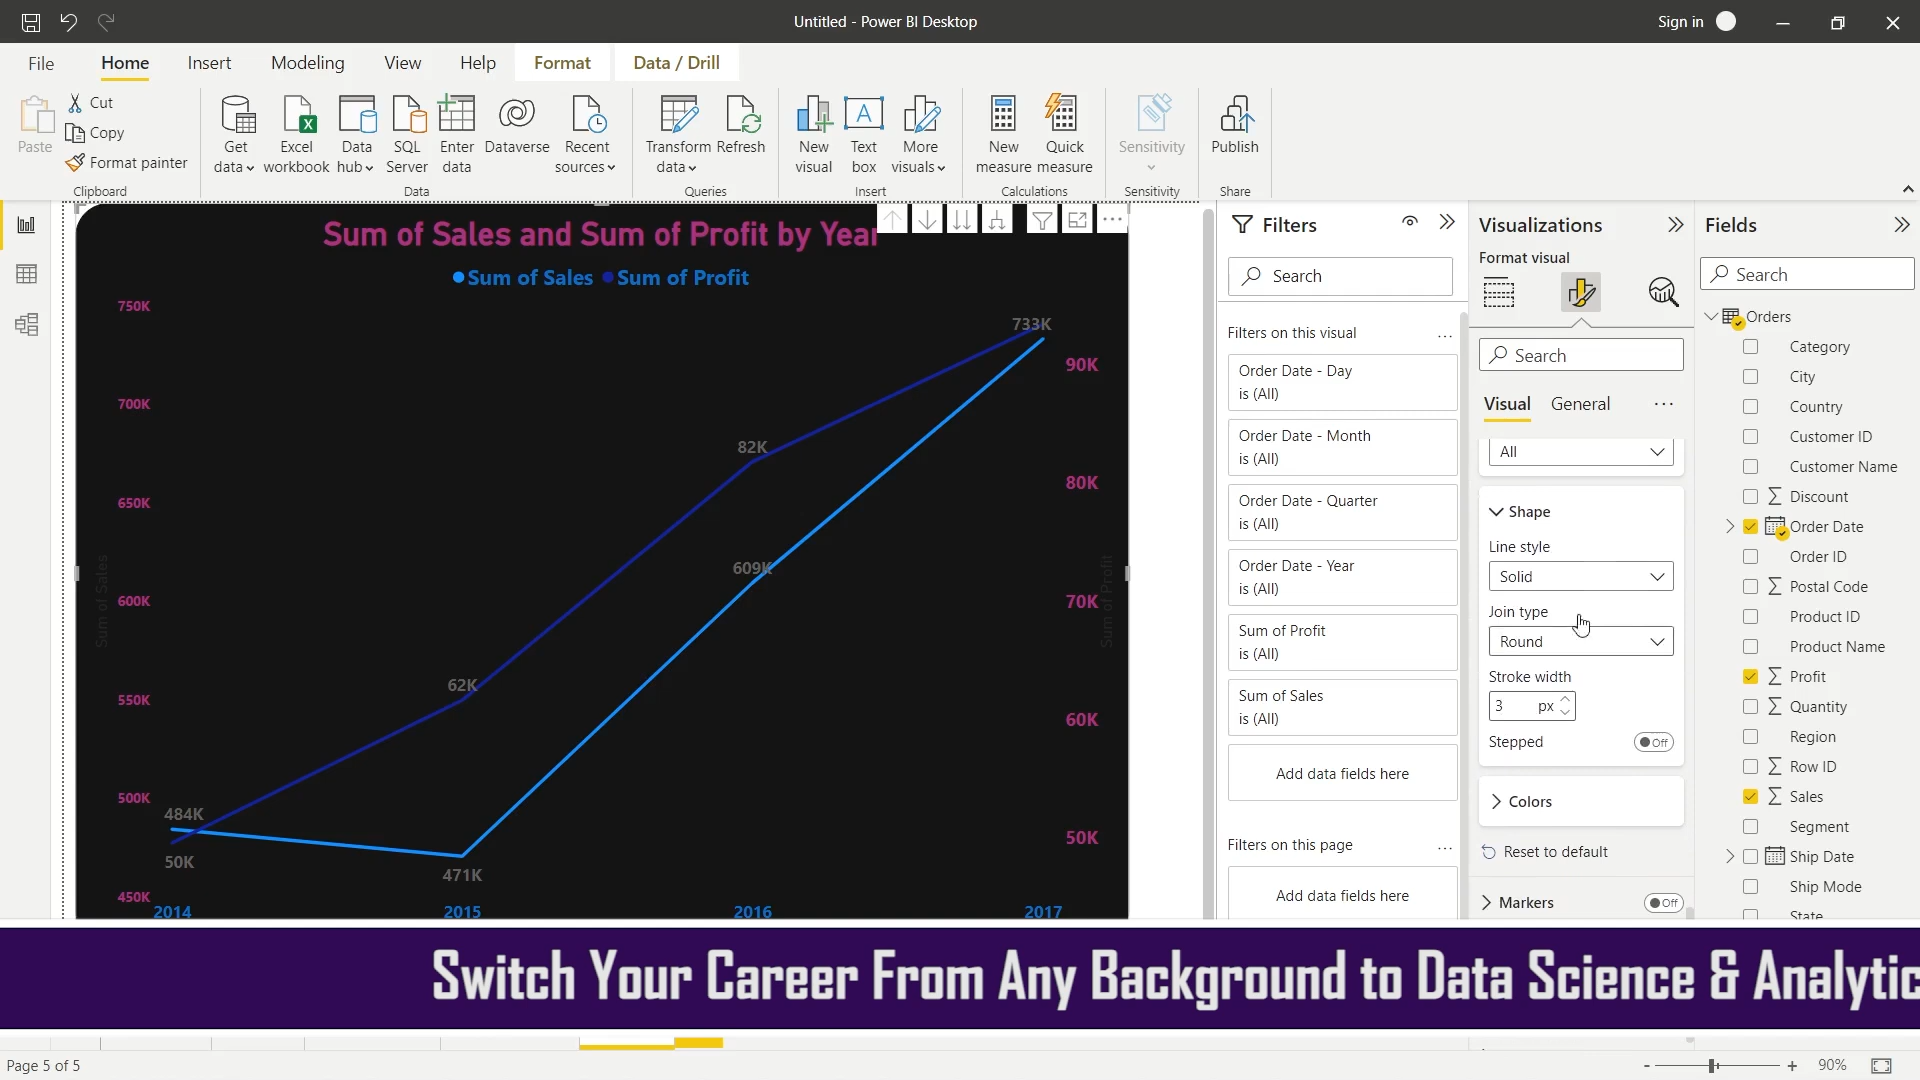 Untitled - Power BI Desktop
Sign in
File
Home
Insert
Modeling
View
Help
Format
Data / Drill
Paste
Cut
Copy
Format painter
Clipboard
Get data
Excel workbook
Data hub
SQL Server
Enter data
Dataverse
Recent sources
Data
Transform data
Refresh
Queries
New visual
Text box
More visuals
Insert
New measure
Quick measure
Calculations
Sensitivity
Sensitivity
Publish
Share
Sum of Sales and Sum of Profit by Year
Sum of Sales
Sum of Profit
750K
700K
650K
600K
550K
500K
450K
Sum of Sales
733K
82K
609K
62K
484K
50K
471K
90K
80K
70K
60K
50K
Sum of Profit
2014
2015
2016
2017
Filters
Search
Filters on this visual
...
Order Date - Day
is (All)
Order Date - Month
is (All)
Order Date - Quarter
is (All)
Order Date - Year
is (All)
Sum of Profit
is (All)
Sum of Sales
is (All)
Add data fields here
Filters on this page
...
Add data fields here
Visualizations
Format visual
Search
Visual
General
...
All
Shape
Line style
Solid
Join type
Round
Stroke width
3 px
Stepped
Off
Colors
Reset to default
Markers
Off
Fields
Search
Orders
Category
City
Country
Customer ID
Customer Name
Discount
Order Date
Order ID
Postal Code
Product ID
Product Name
Profit
Quantity
Region
Row ID
Sales
Segment
Ship Date
Ship Mode
State
Switch Your Career From Any Background to Data Science & Analytic
Page 5 of 5
- + 90%